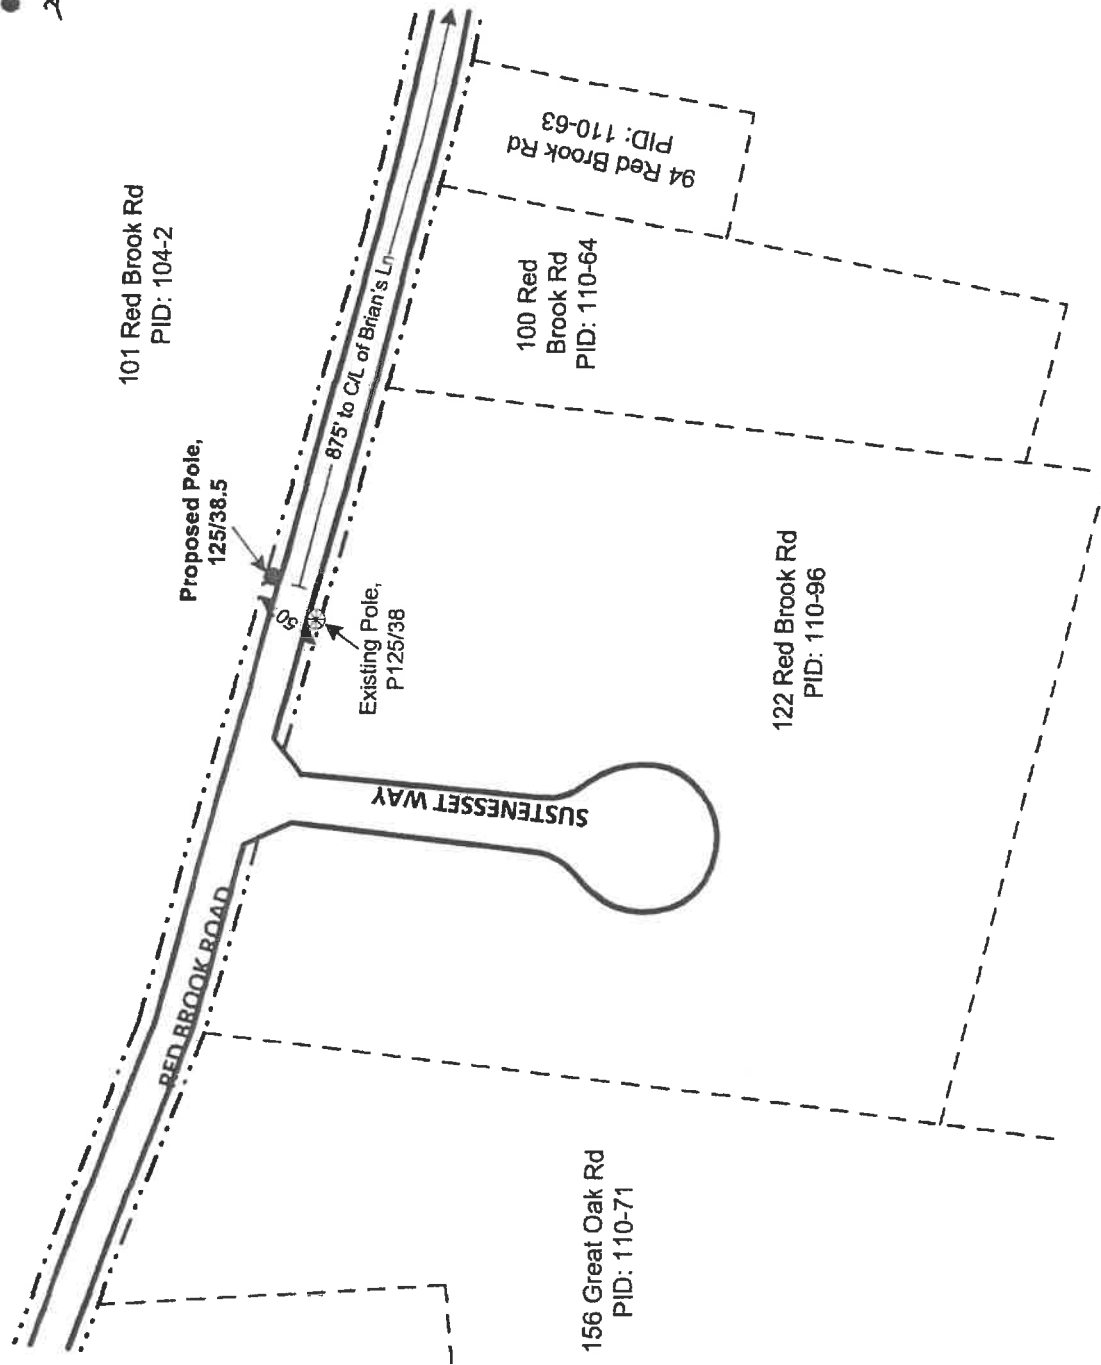 101 Red Brook Rd
PID: 104-2
94 Red Brook Rd
PID: 110-63
100 Red
Brook Rd
PID: 110-64
875' to C/L of Brian's Ln
Proposed Pole,
125/38.5
50'
Existing Pole,
P125/38
122 Red Brook Rd
PID: 110-96
SUSTENESSET WAY
RED BROOK ROAD
156 Great Oak Rd
PID: 110-71